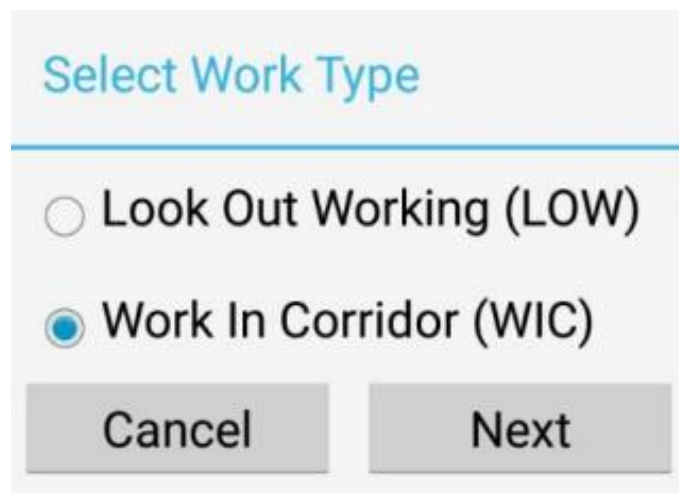 Select Work Type
Look Out Working (LOW)
Work In Corridor (WIC)
Cancel Next